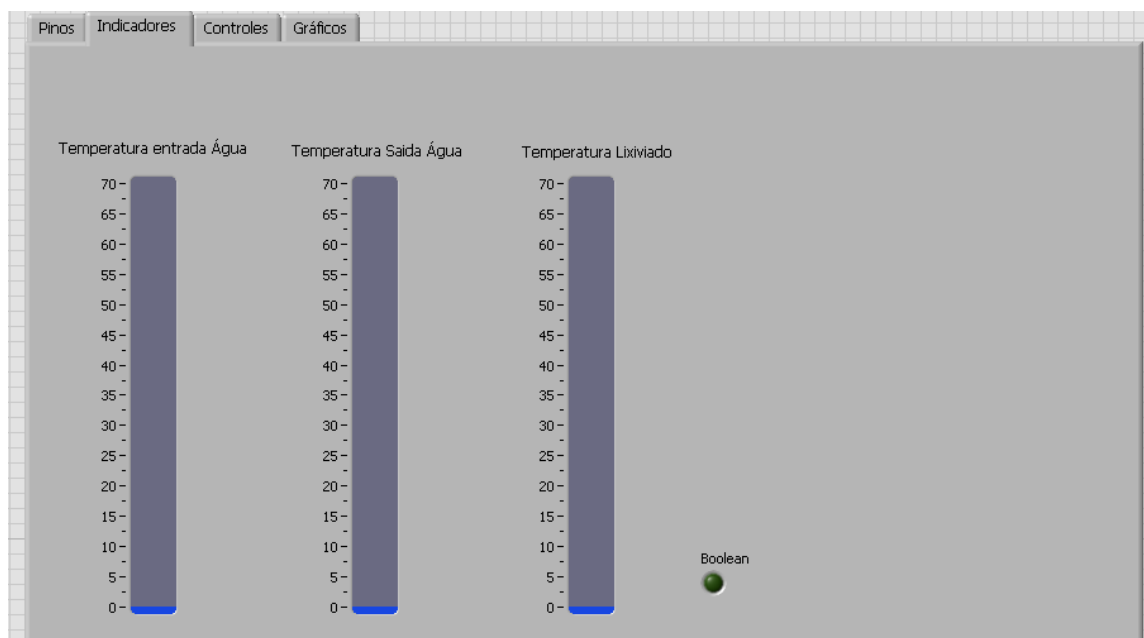 Pinos Indicadores Controles Gráficos
Temperatura entrada Água Temperatura Saida Água Temperatura Lixiviado
70 70 70
65 65 65
60 60 60
55 55 55
50 50 50
45 45 45
40 40 40
35 35 35
30 30 30
25 25 25
20 20 20
15 15 15
10 10 10
Boolean
5 5 5
0 0 0